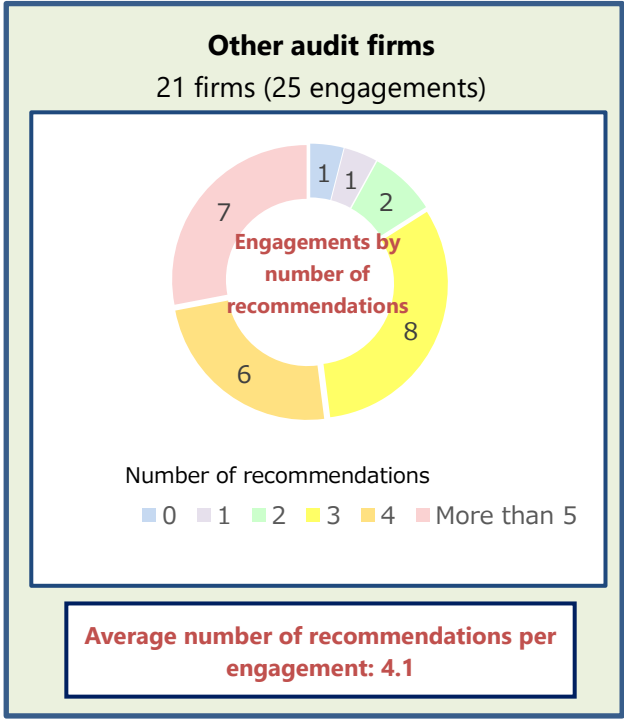 Other audit firms
21 firms (25 engagements)
1
1
2
7
Engagements by
number of
recommendations
8
6
Number of recommendations
0 1 2 3 4 More than 5
Average number of recommendations per
engagement: 4.1